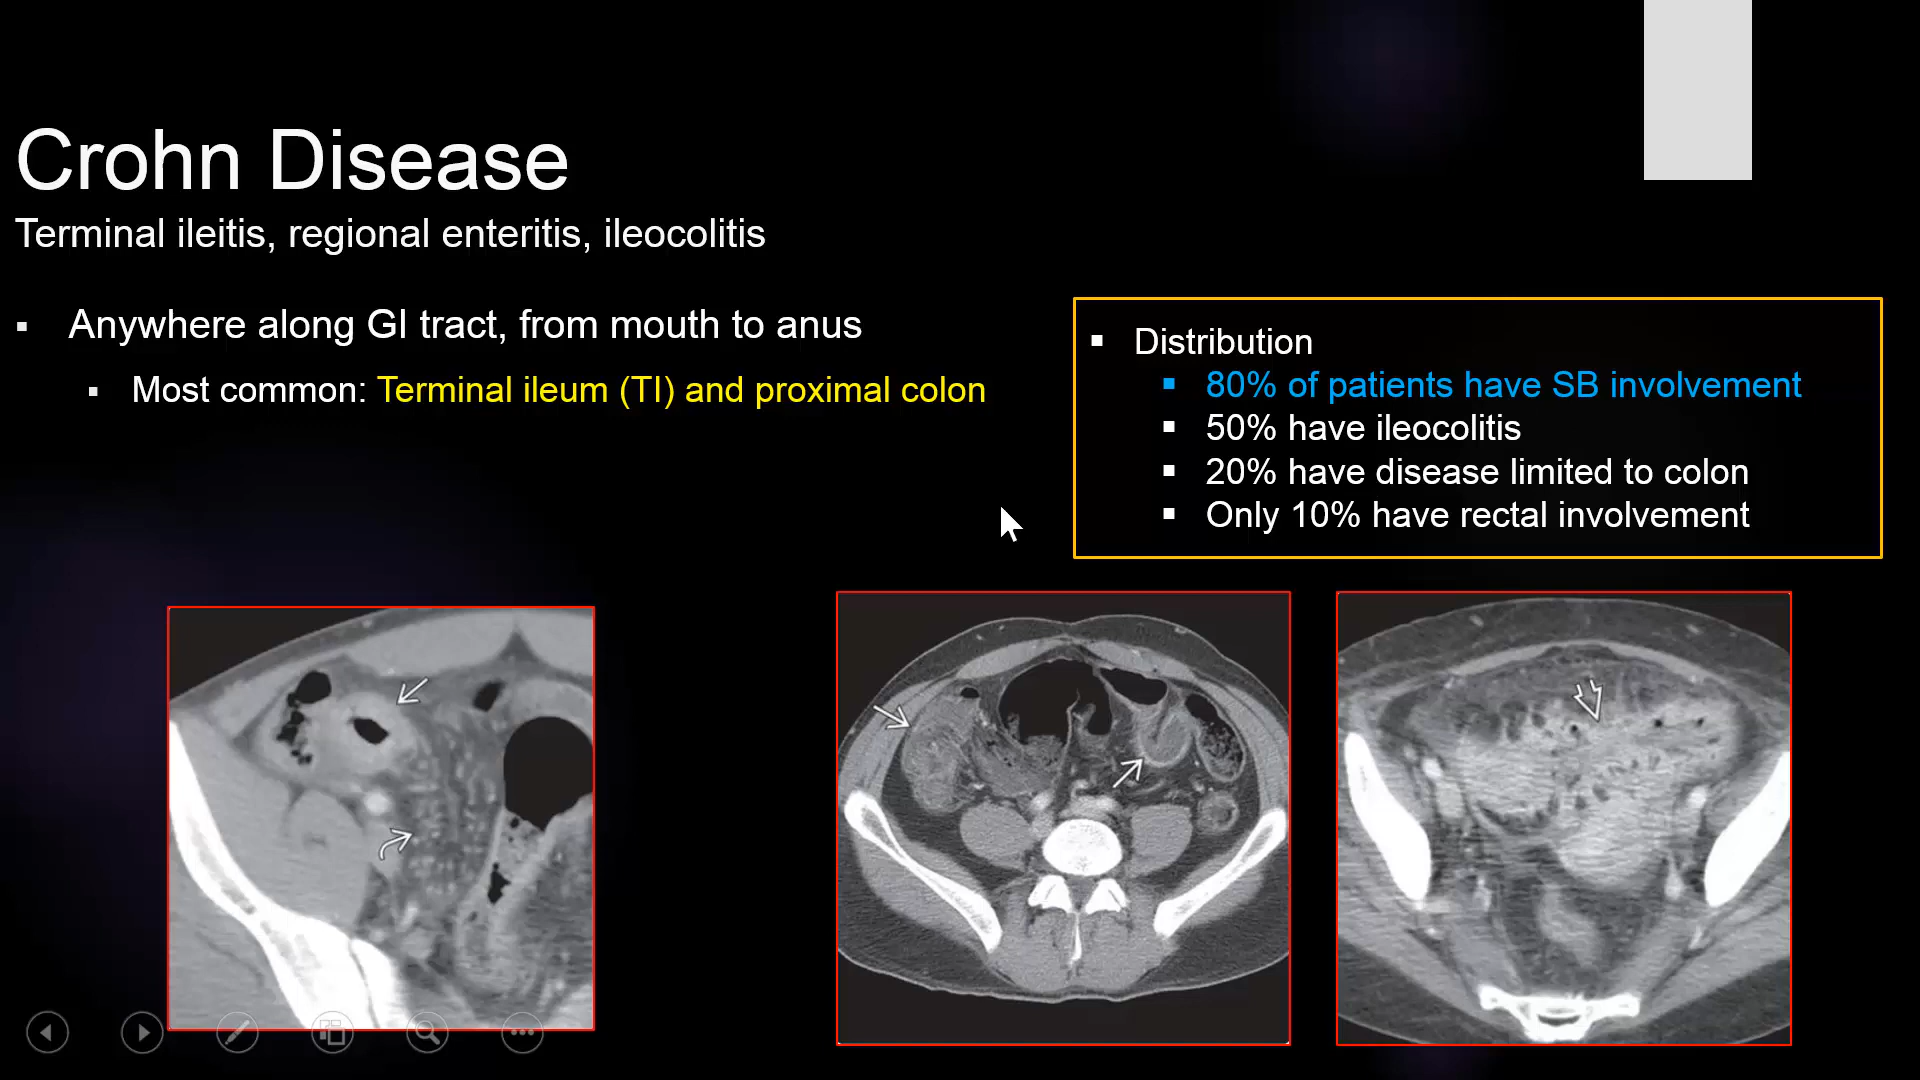 Crohn Disease
Terminal ileitis, regional enteritis, ileocolitis
Anywhere along GI tract, from mouth to anus
Most common: Terminal ileum (TI) and proximal colon
Distribution
80% of patients have SB involvement
50% have ileocolitis
20% have disease limited to colon
Only 10% have rectal involvement